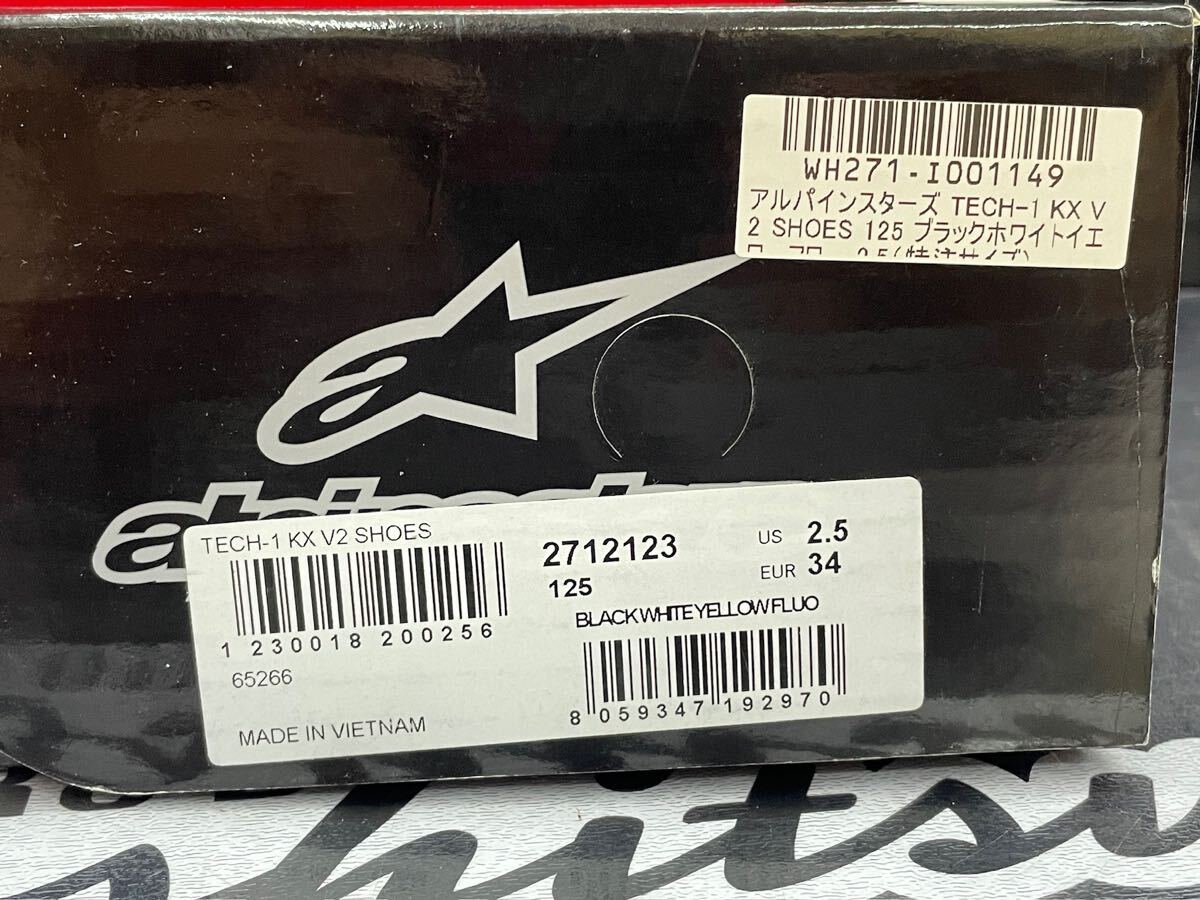 WH271-I001149
アルパインスターズ TECH-1 KX V
2 SHOES 125 ブラックホワイトイエ
TECH-1 KX V2 SHOES
2712123
US 2.5
125
EUR 34
BLACK WHITE YELLOW FLUO
1 230018 200256
65266
8 059347 192970
MADE IN VIETNAM